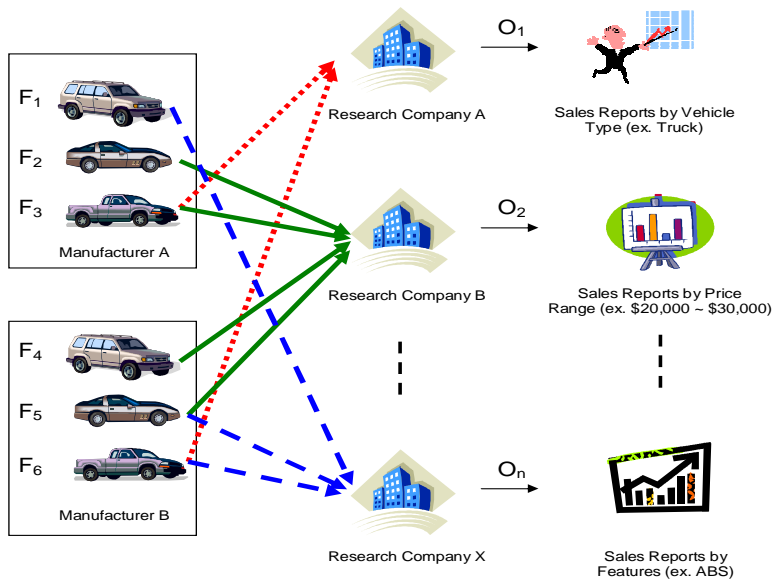 F1
F2
F3
Manufacturer A
F4
F5
F6
Manufacturer B
Research Company A
O1
Sales Reports by Vehicle
Type (ex. Truck)
Research Company B
O2
Sales Reports by Price
Range (ex. $20,000 ~ $30,000)
Research Company X
On
Sales Reports by
Features (ex. ABS)